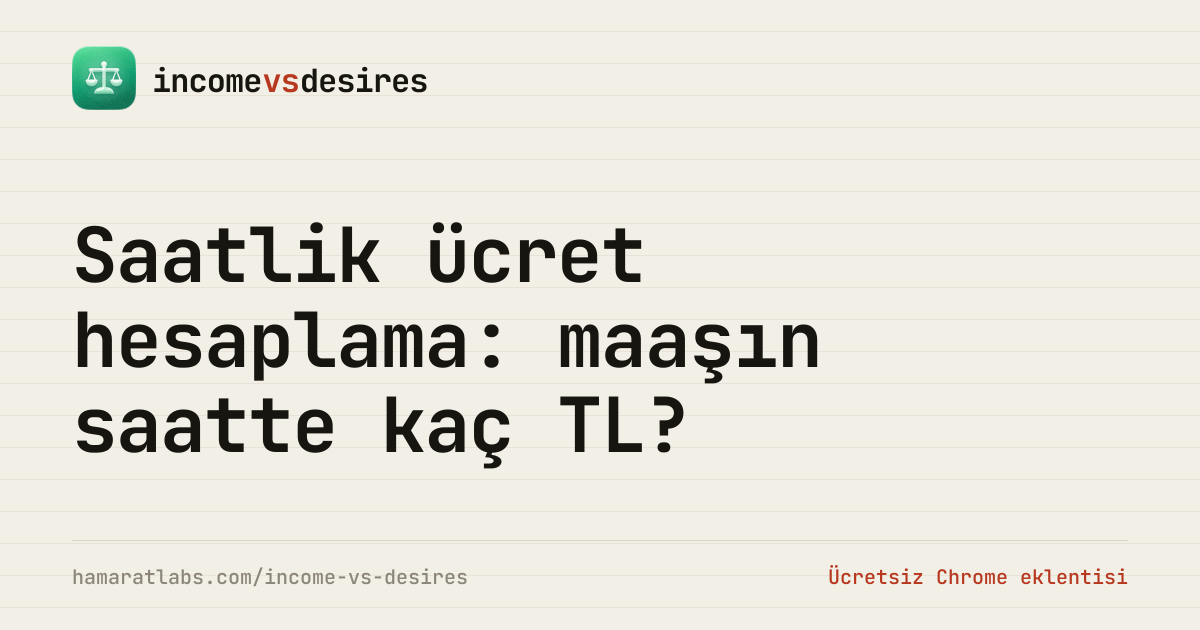 incomevsdesires
Saatlik ücret
hesaplama: maaşın
saatte kaç TL?
hamaratlabs.com/income-vs-desires
Ücretsiz Chrome eklentisi